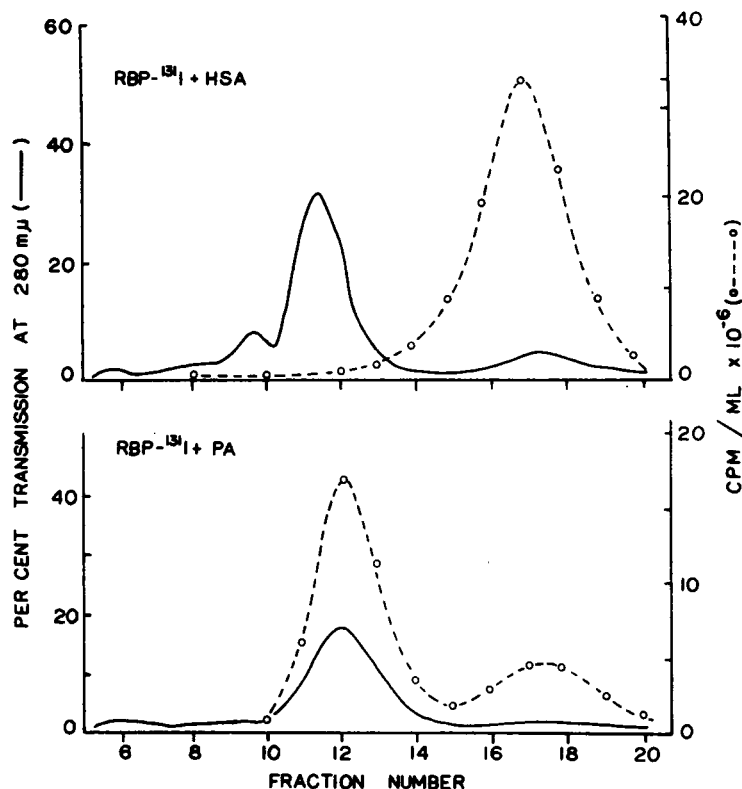 60
40
20
0
RBP-¹³¹I + HSA
40
20
0
RBP-¹³¹I + PA
40
20
0
20
10
0
6 8 10 12 14 16 18 20
FRACTION NUMBER
PER CENT TRANSMISSION AT 280 mμ (——)
CPM / ML x 10⁻⁶ (o-----o)